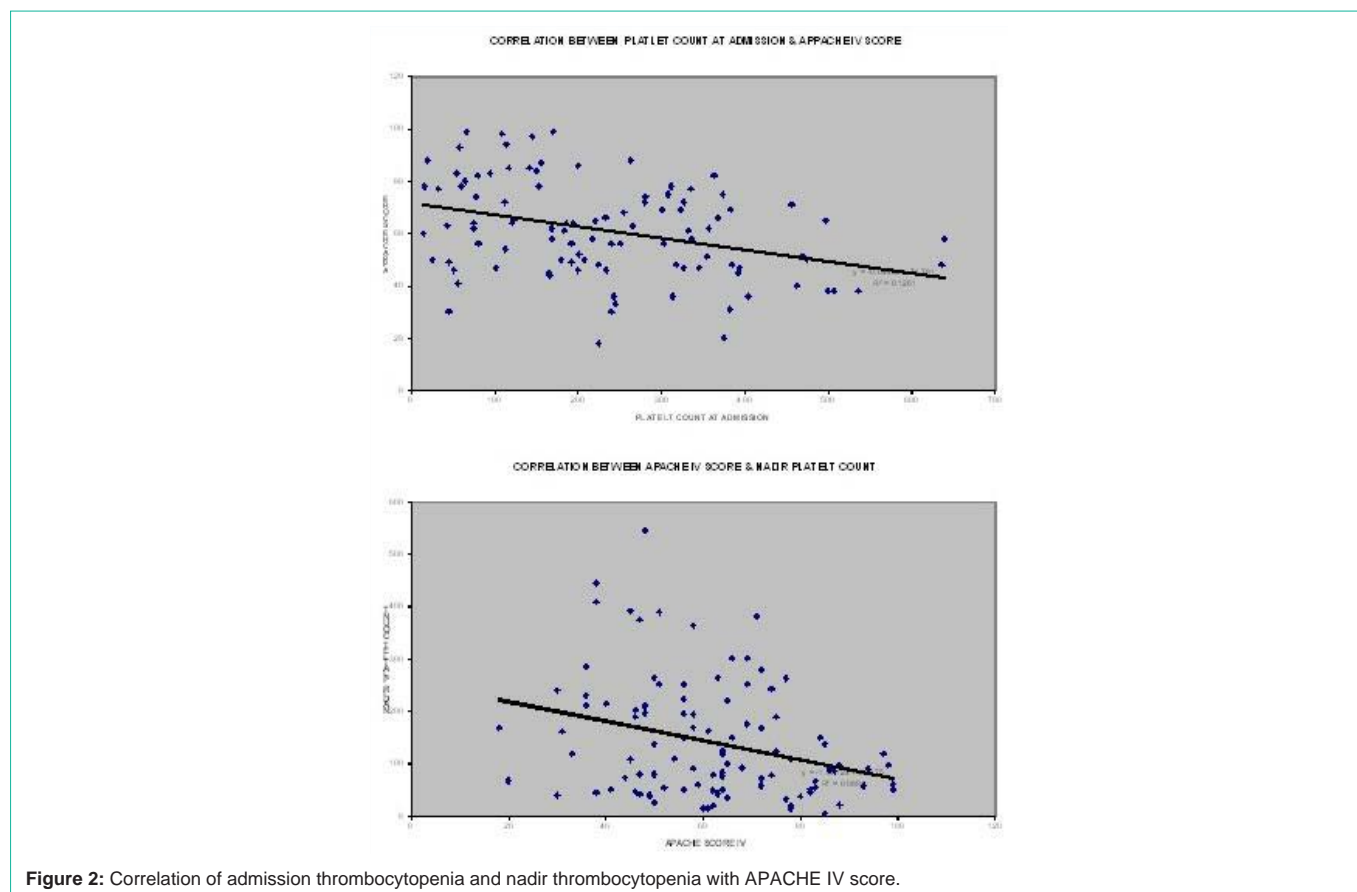 CORRELATION BETWEEN PLATLET COUNT AT ADMISSION & APPACHE IV SCORE
120
100
80
60
40
20
0
0 100 200 300 400 500 600 700
PLATELT COUNT AT ADMISSION
CORRELATION BETWEEN APACHE IV SCORE & NADIR PLATELT COUNT
600
500
400
300
200
100
0
0 20 40 60 80 100 120
APACHE SCORE IV
Figure 2: Correlation of admission thrombocytopenia and nadir thrombocytopenia with APACHE IV score.